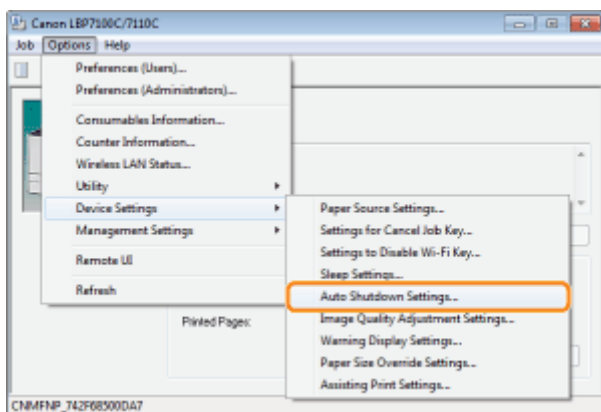 Canon LBP7100C/7110C
Job Options Help
Preferences (Users)...
Preferences (Administrators)...
Consumables Information...
Counter Information...
Wireless LAN Status...
Utility
Device Settings
Management Settings
Remote UI
Refresh
Paper Source Settings...
Settings for Cancel Job Key...
Settings to Disable Wi-Fi Key...
Sleep Settings...
Auto Shutdown Settings...
Image Quality Adjustment Settings...
Warning Display Settings...
Paper Size Override Settings...
Assisting Print Settings...
Printed Pages:
CNMFNP_742F68500DA7